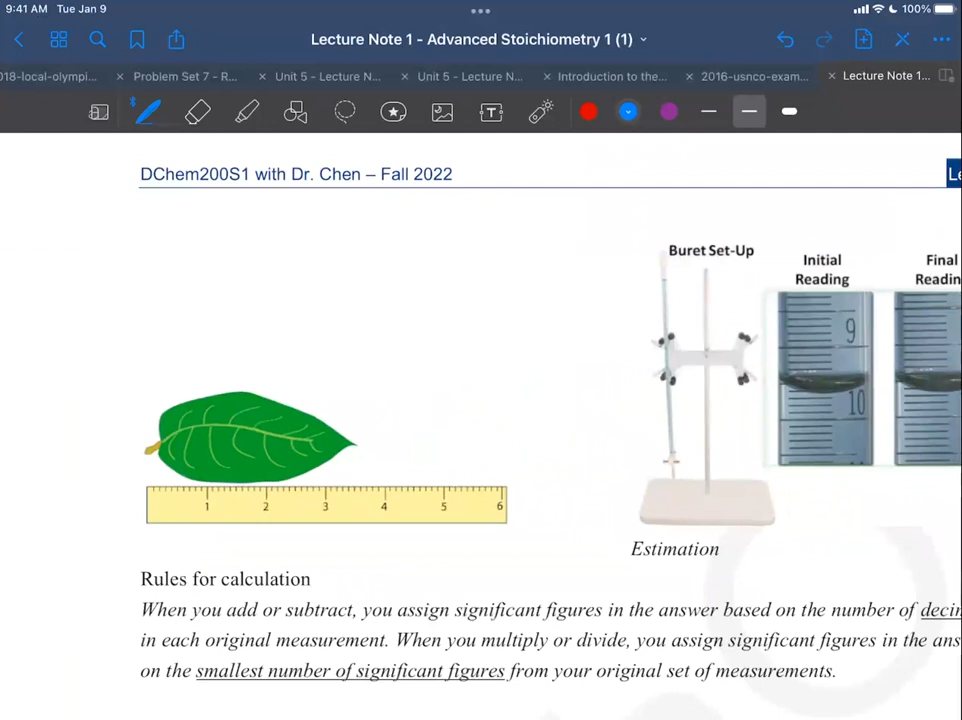 9:41 AM Tue Jan 9
100%
Lecture Note 1 - Advanced Stoichiometry 1 (1)
018-local-olympi...
Problem Set 7 - R...
Unit 5 - Lecture N...
Unit 5 - Lecture N...
Introduction to the...
2016-usnco-exam...
Lecture Note 1...
T
DChem200S1 with Dr. Chen – Fall 2022
Le
Buret Set-Up
Initial
Reading
Final
Readin
9
10
1 2 3 4 5 6
Estimation
Rules for calculation
When you add or subtract, you assign significant figures in the answer based on the number of deci
in each original measurement. When you multiply or divide, you assign significant figures in the ans
on the smallest number of significant figures from your original set of measurements.